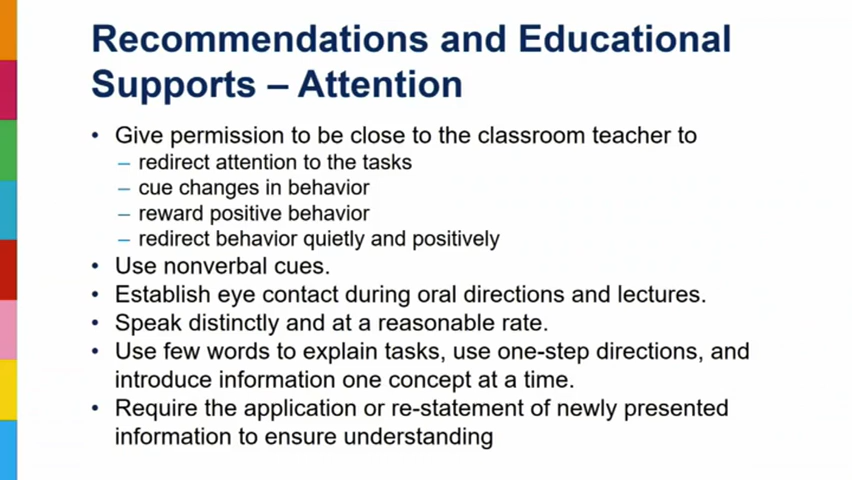 Recommendations and Educational
Supports – Attention
• Give permission to be close to the classroom teacher to
– redirect attention to the tasks
– cue changes in behavior
– reward positive behavior
– redirect behavior quietly and positively
• Use nonverbal cues.
• Establish eye contact during oral directions and lectures.
• Speak distinctly and at a reasonable rate.
• Use few words to explain tasks, use one-step directions, and
introduce information one concept at a time.
• Require the application or re-statement of newly presented
information to ensure understanding